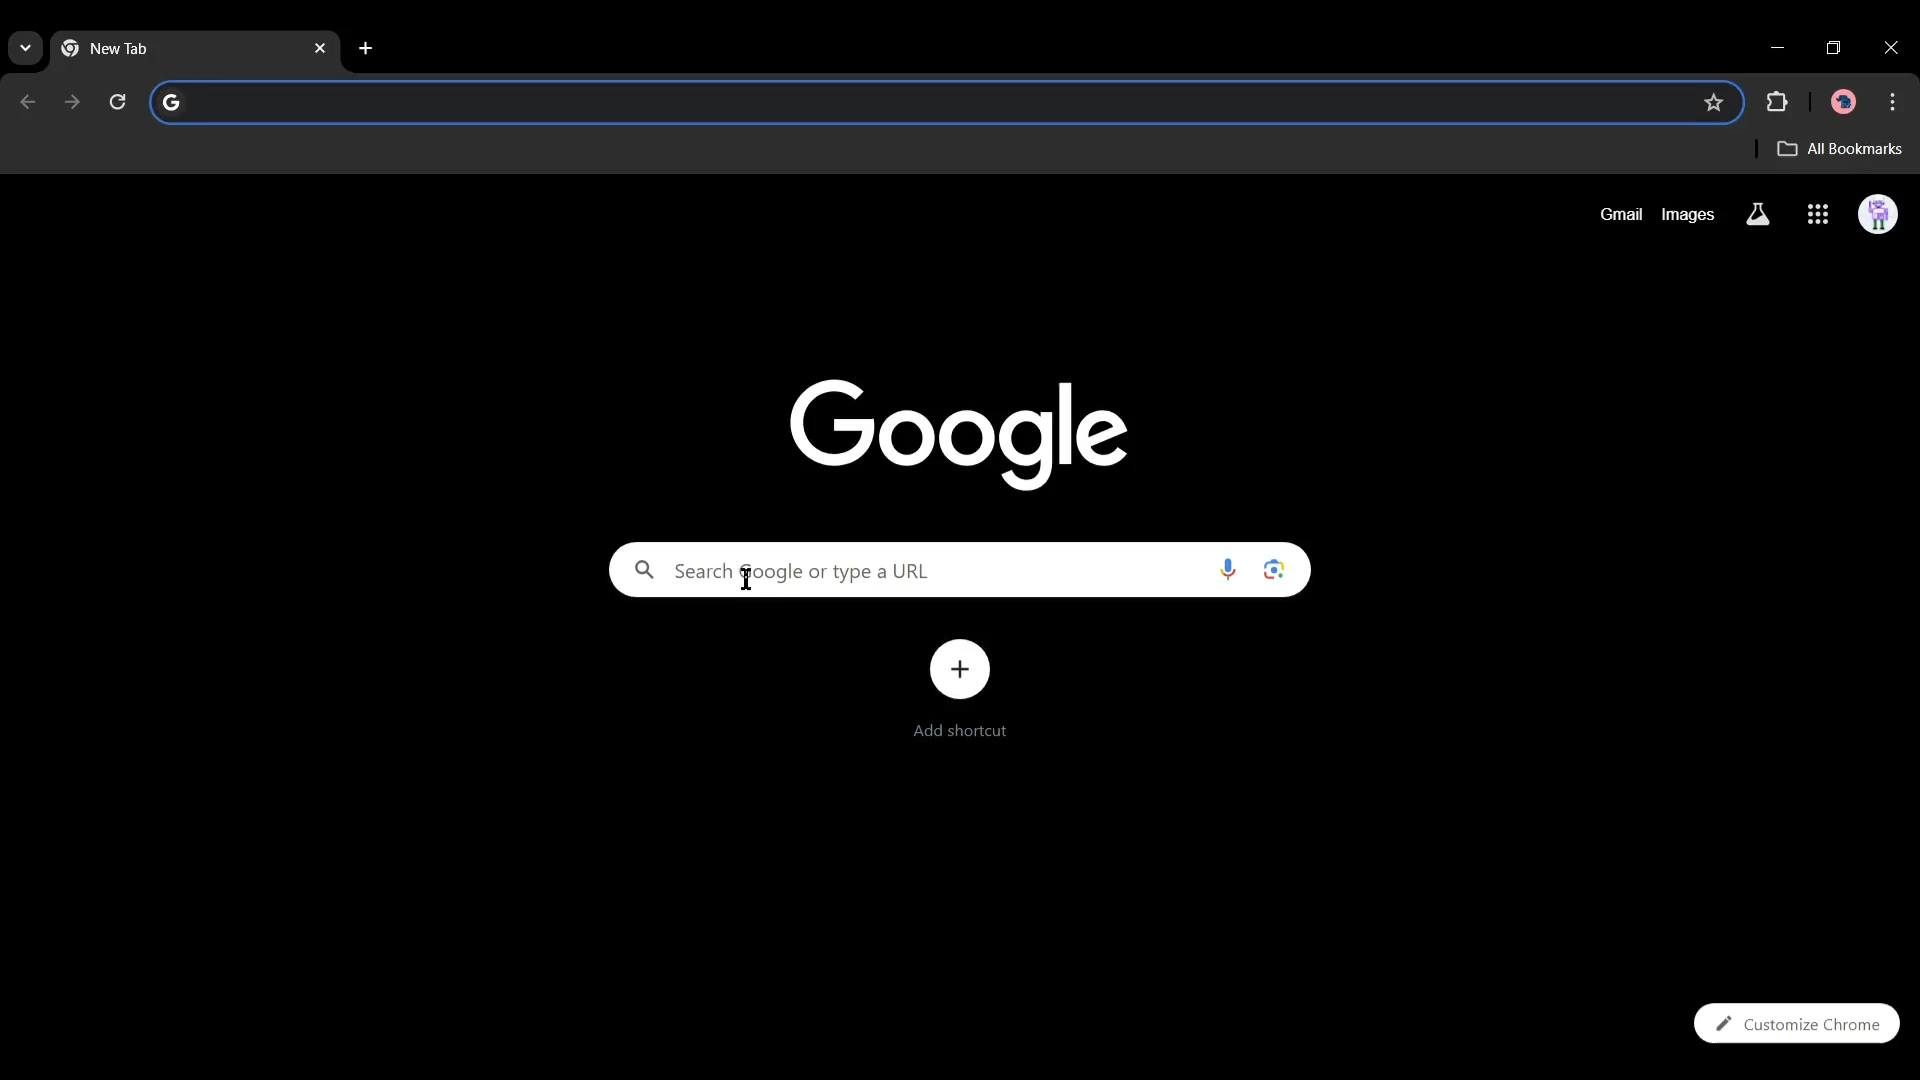 New Tab
All Bookmarks
Gmail Images
Google
Search Google or type a URL
Add shortcut
Customize Chrome